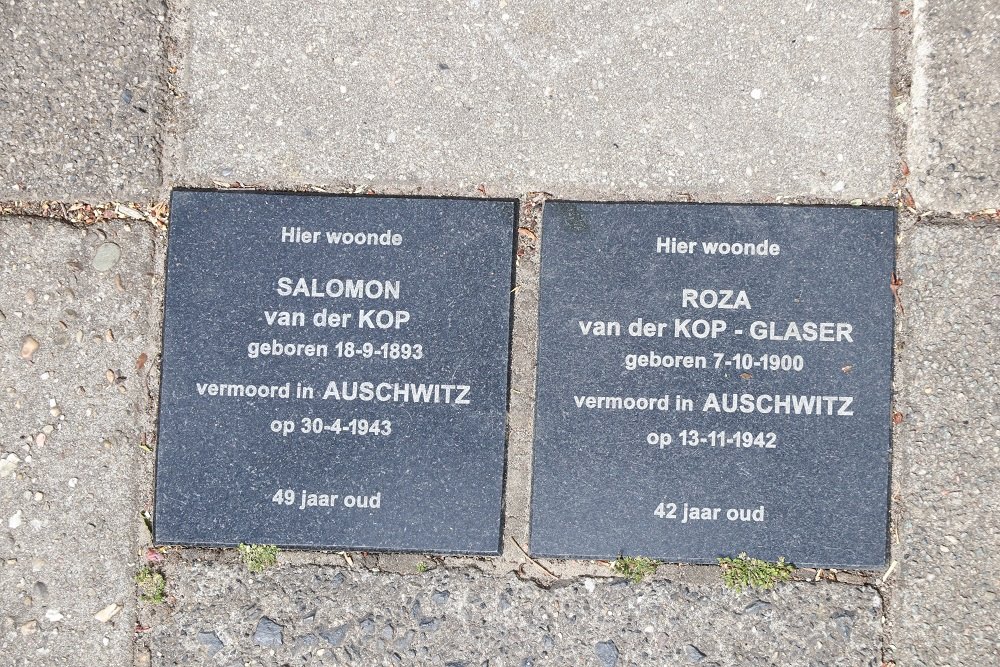 Hier woonde
SALOMON
van der KOP
geboren 18-9-1893
vermoord in AUSCHWITZ
op 30-4-1943
49 jaar oud
Hier woonde
ROZA
van der KOP - GLASER
geboren 7-10-1900
vermoord in AUSCHWITZ
op 13-11-1942
42 jaar oud